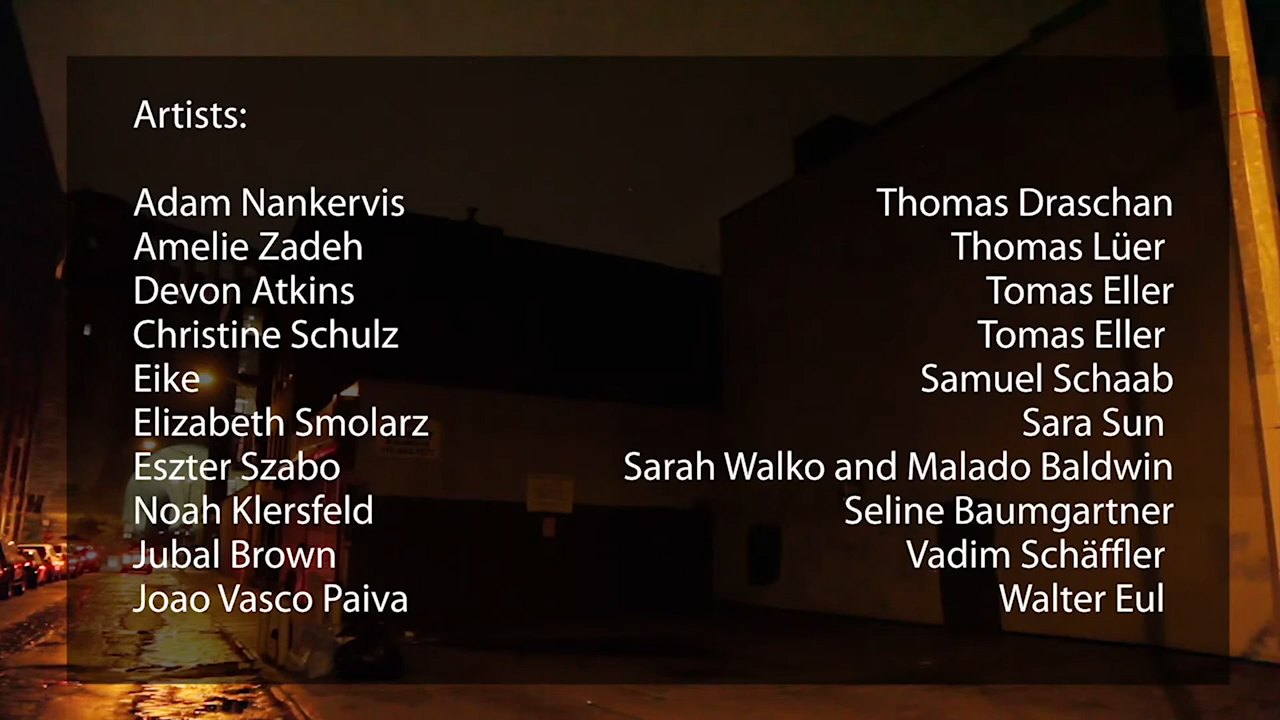 Artists:
Adam Nankervis
Amelie Zadeh
Devon Atkins
Christine Schulz
Eike
Elizabeth Smolarz
Eszter Szabo
Noah Klersfeld
Jubal Brown
Joao Vasco Paiva
Thomas Draschan
Thomas Lüer
Tomas Eller
Tomas Eller
Samuel Schaab
Sara Sun
Sarah Walko and Malado Baldwin
Seline Baumgartner
Vadim Schäffler
Walter Eul